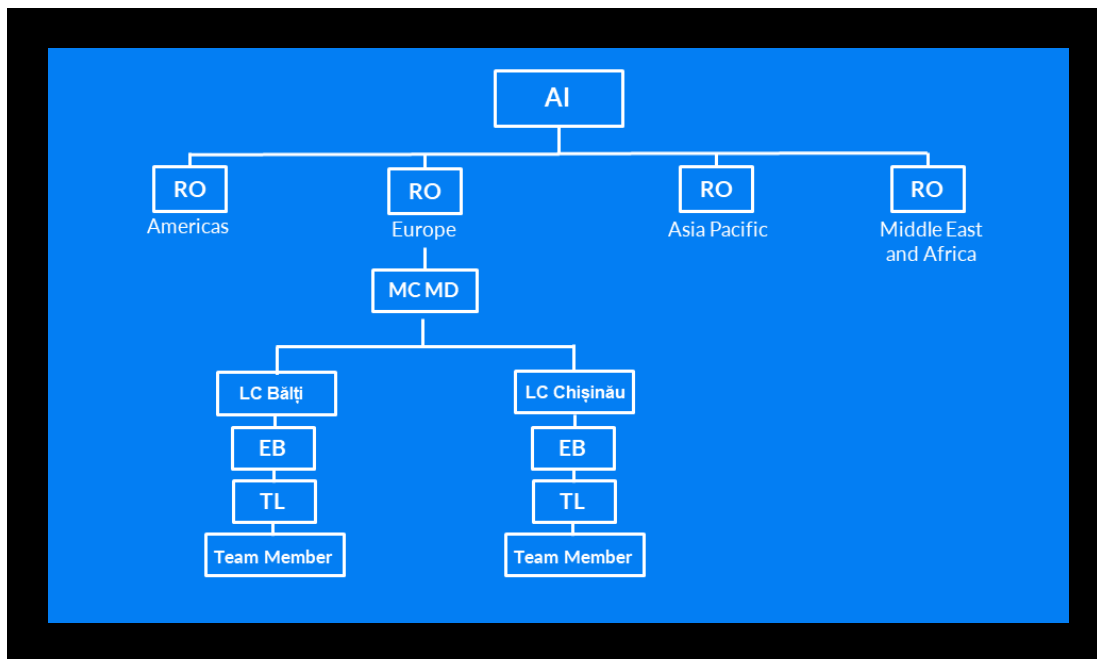 AI
RO
RO
RO
RO
Americas
Europe
Asia Pacific
Middle East
and Africa
MC MD
LC Bălți
LC Chișinău
EB
EB
TL
TL
Team Member
Team Member